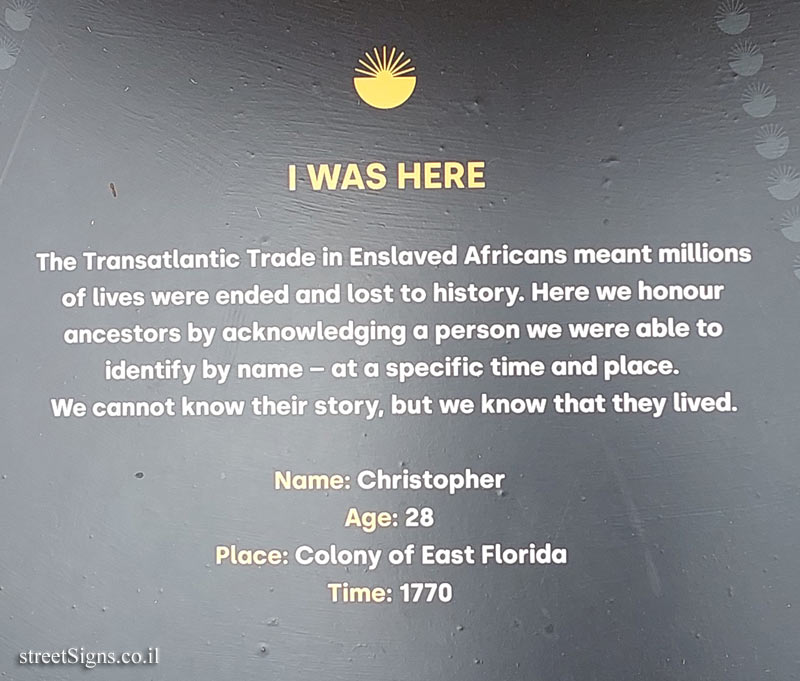 I WAS HERE
The Transatlantic Trade in Enslaved Africans meant millions
of lives were ended and lost to history. Here we honour
ancestors by acknowledging a person we were able to
identify by name – at a specific time and place.
We cannot know their story, but we know that they lived.
Name: Christopher
Age: 28
Place: Colony of East Florida
Time: 1770
streetSigns.co.il